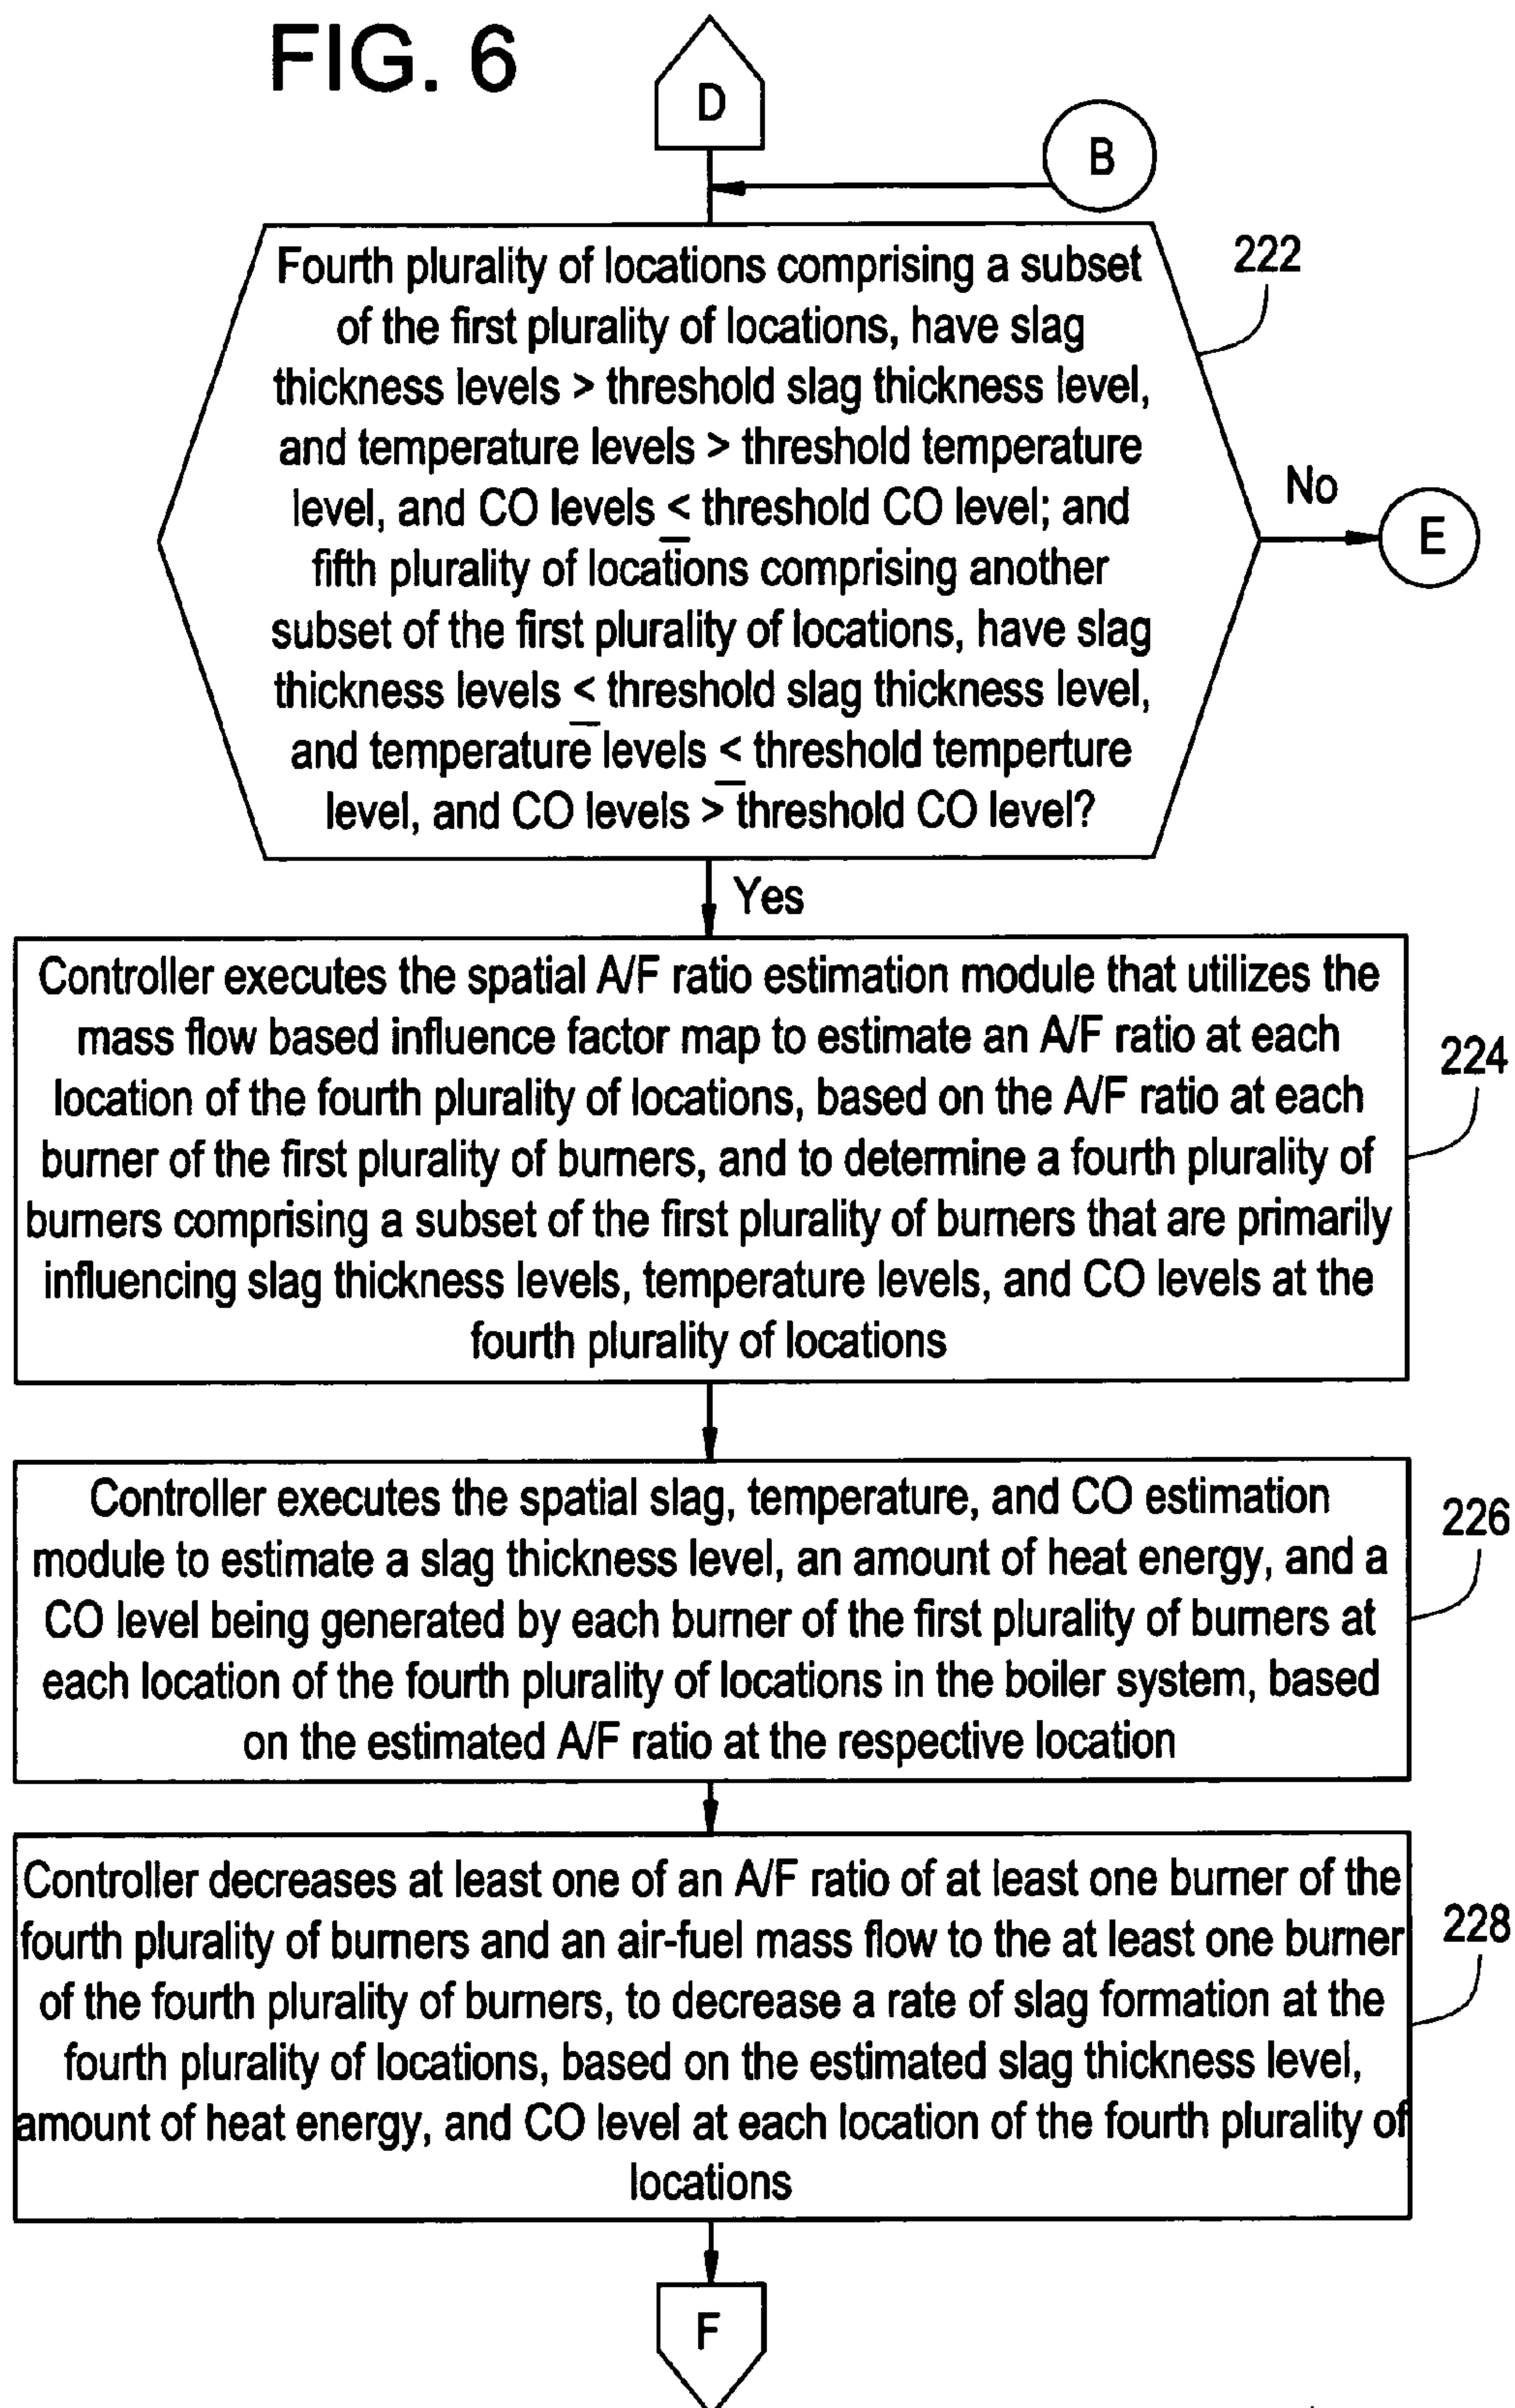 FIG. 6
D
B
Fourth plurality of locations comprising a subset
of the first plurality of locations, have slag
thickness levels > threshold slag thickness level,
and temperature levels > threshold temperature
level, and CO levels ≤ threshold CO level; and
fifth plurality of locations comprising another
subset of the first plurality of locations, have slag
thickness levels ≤ threshold slag thickness level,
and temperature levels ≤ threshold temperture
level, and CO levels > threshold CO level?
222
No
E
Yes
Controller executes the spatial A/F ratio estimation module that utilizes the
mass flow based influence factor map to estimate an A/F ratio at each
location of the fourth plurality of locations, based on the A/F ratio at each
burner of the first plurality of burners, and to determine a fourth plurality of
burners comprising a subset of the first plurality of burners that are primarily
influencing slag thickness levels, temperature levels, and CO levels at the
fourth plurality of locations
224
Controller executes the spatial slag, temperature, and CO estimation
module to estimate a slag thickness level, an amount of heat energy, and a
CO level being generated by each burner of the first plurality of burners at
each location of the fourth plurality of locations in the boiler system, based
on the estimated A/F ratio at the respective location
226
Controller decreases at least one of an A/F ratio of at least one burner of the
fourth plurality of burners and an air-fuel mass flow to the at least one burner
of the fourth plurality of burners, to decrease a rate of slag formation at the
fourth plurality of locations, based on the estimated slag thickness level,
amount of heat energy, and CO level at each location of the fourth plurality of
locations
228
F